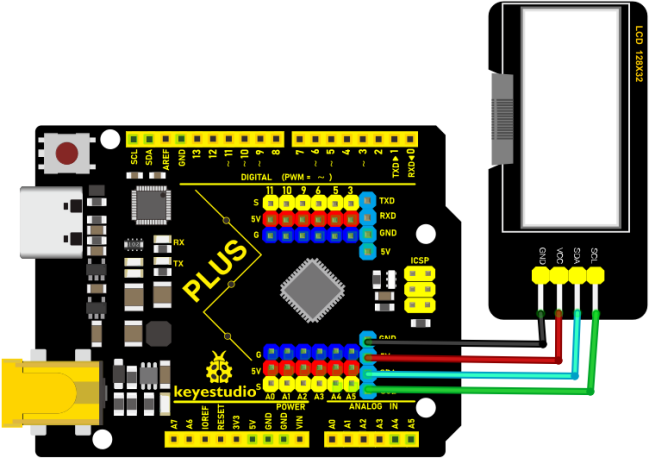 LCD 128X32
GND VCC SDA SCL
SCL SDA AREF GND 13 12 ~11 ~10 ~9 8 7 ~6 ~5 4 ~3 2 TXD▶1 RXD◀0
DIGITAL (PWM = ~ )
11 10 9 6 5 3
S
5V
G
TXD
RXD
GND
5V
RX
TX
PLUS
ICSP
GND
G
5V
S
A0 A1 A2 A3 A4 A5
keyestudio
POWER
ANALOG IN
A7 A6 IOREF RESET 3V3 5V GND GND VIN A0 A1 A2 A3 A4 A5